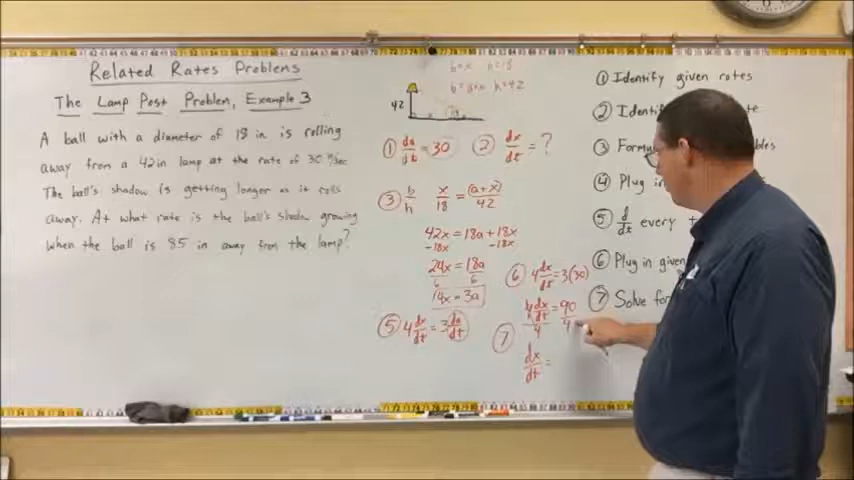 Related Rates Problems
The Lamp Post Problem, Example 3
A ball with a diameter of 18 in is rolling
away from a 42 in lamp at the rate of 30 in/sec
The ball's shadow is getting longer as it rolls
away. At what rate is the ball's shadow growing
when the ball is 85 in away from the lamp?
b=x h=18
b=a+x h=42
42
① da/dt = 30 ② dx/dt = ?
③ b/h x/18 = (a+x)/42
42x = 18a + 18x
-18x -18x
24x/6 = 18a/6
4x = 3a
⑤ 4 dx/dt = 3 da/dt
⑥ 4 dx/dt = 3(30)
⑦ 4 dx/dt /4 = 90/4
dx/dt =
① Identify given rates
② Identify
③
④ Plug in
⑤ d/dt every
⑥ Plug in given
⑦ Solve for